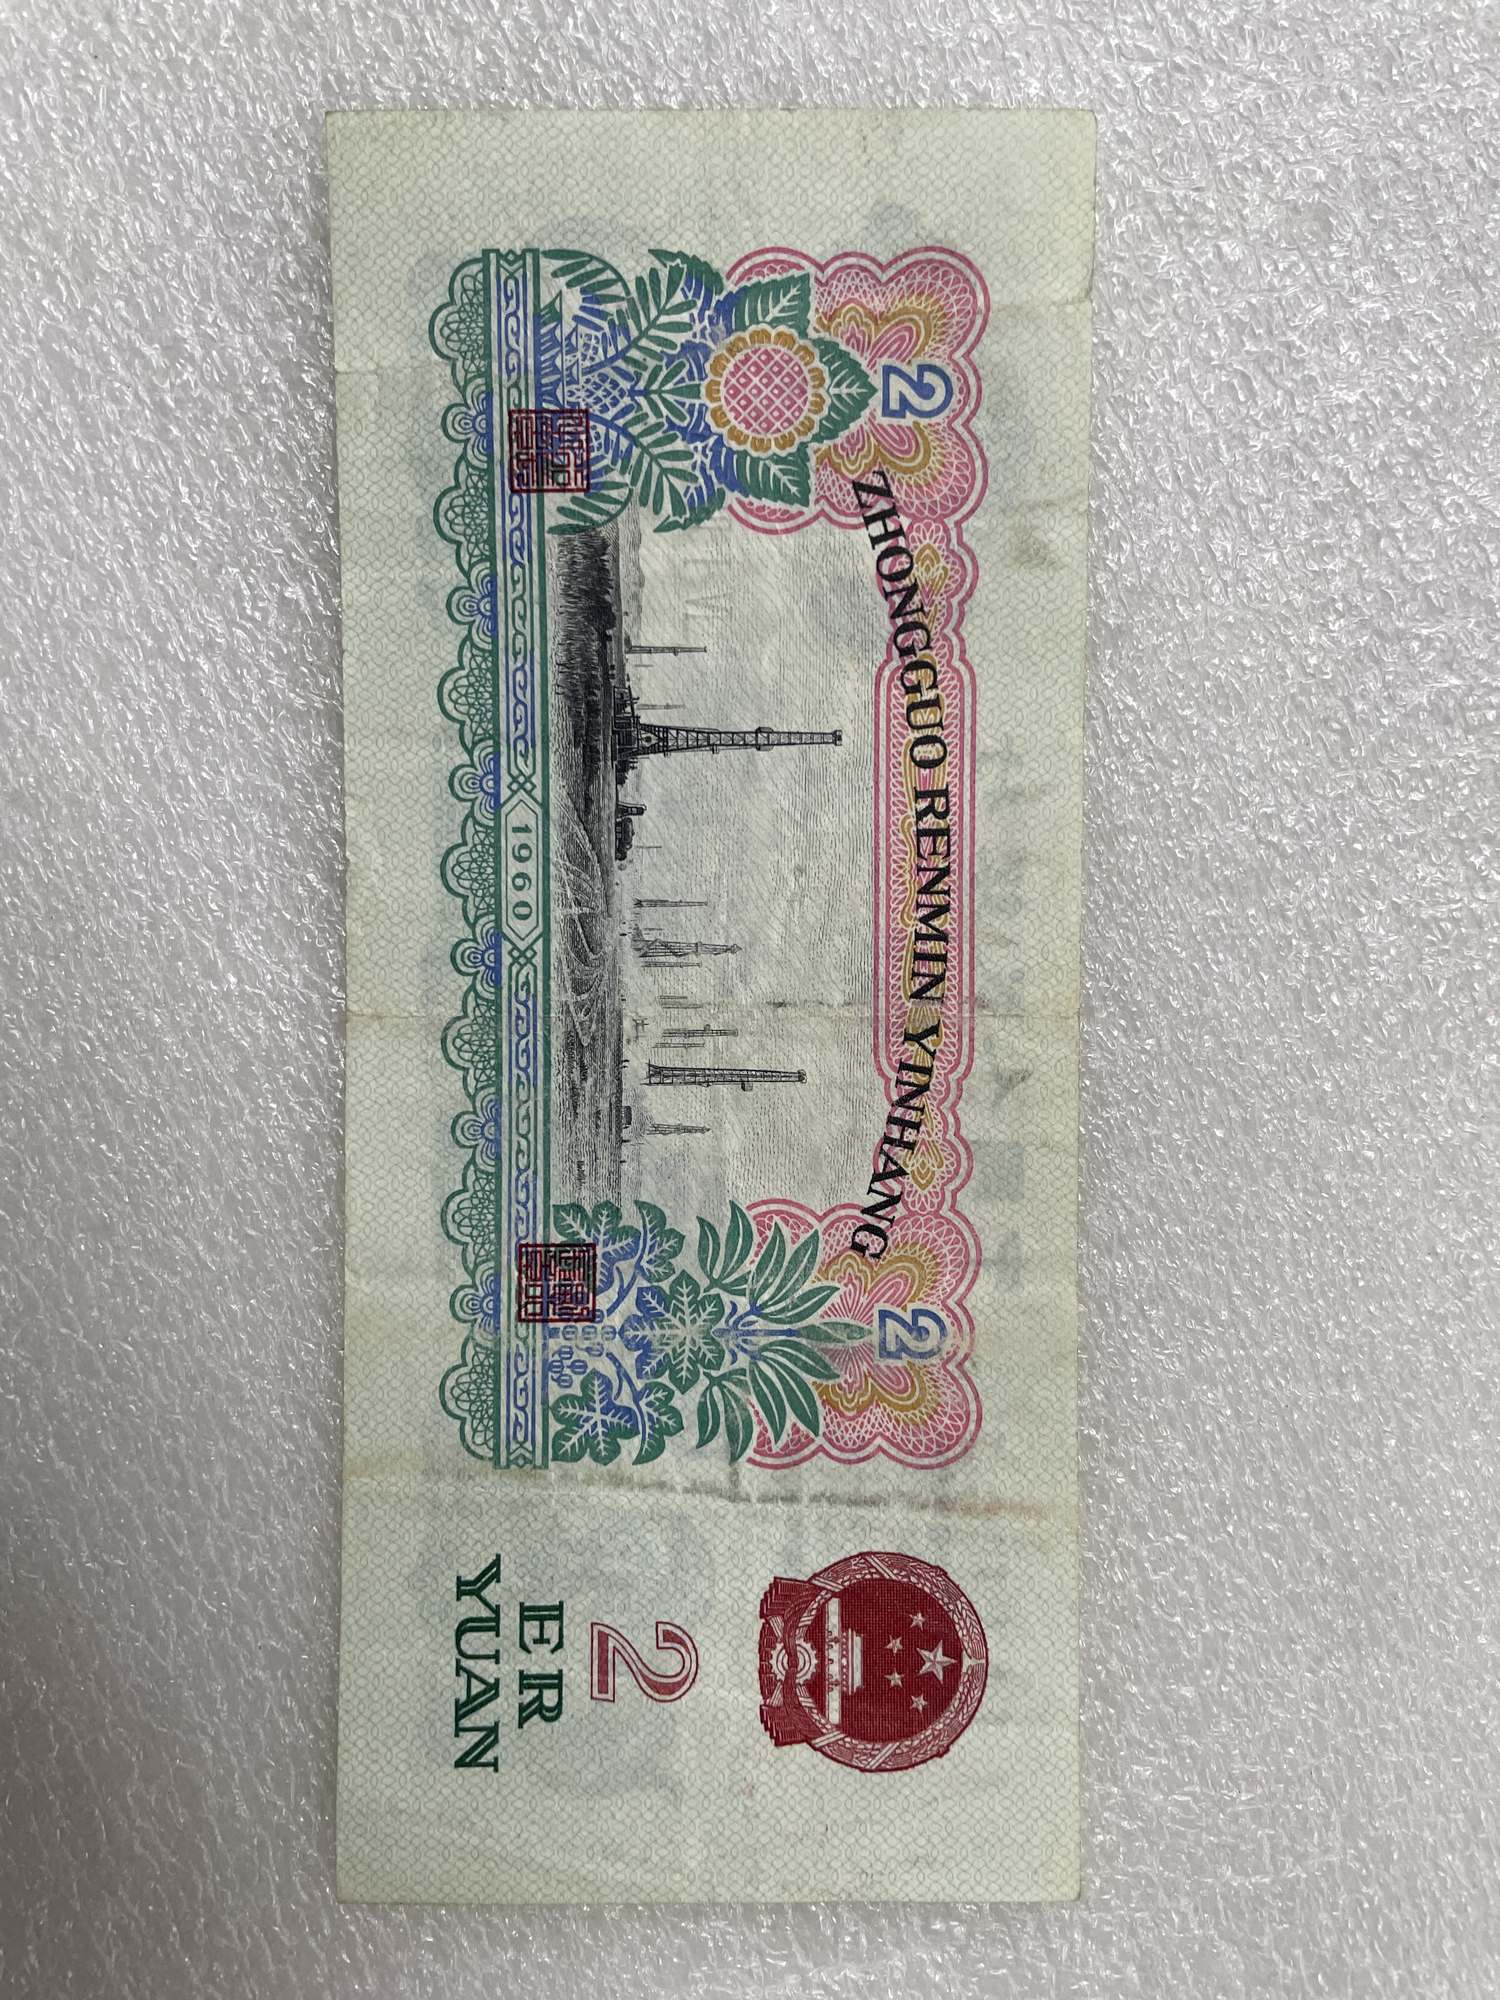 ZHONGGUO RENMIN YINHANG
2
2
1960
2
ER
YUAN